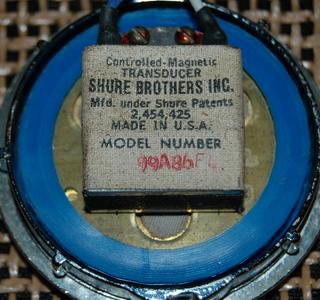 Controlled-Magnetic
TRANSDUCER
SHURE BROTHERS INC.
Mfd. under Shure Patents
2,454,425
MADE IN U.S.A.
MODEL NUMBER
99A86